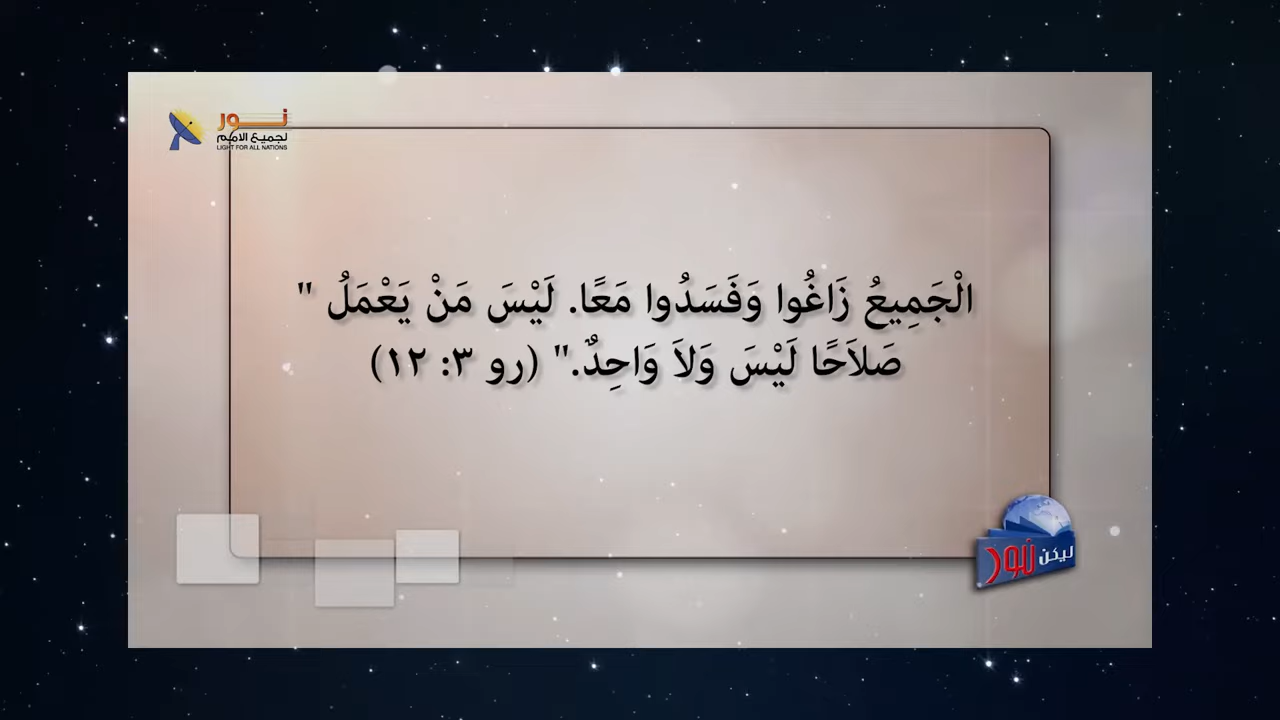 نور
لجميع الامم
LIGHT FOR ALL NATIONS
الْجَمِيعُ زَاغُوا وَفَسَدُوا مَعًا. لَيْسَ مَنْ يَعْمَلُ "
صَلاَحًا لَيْسَ وَلاَ وَاحِدٌ." (رو ٣: ١٢)
ليكن نور